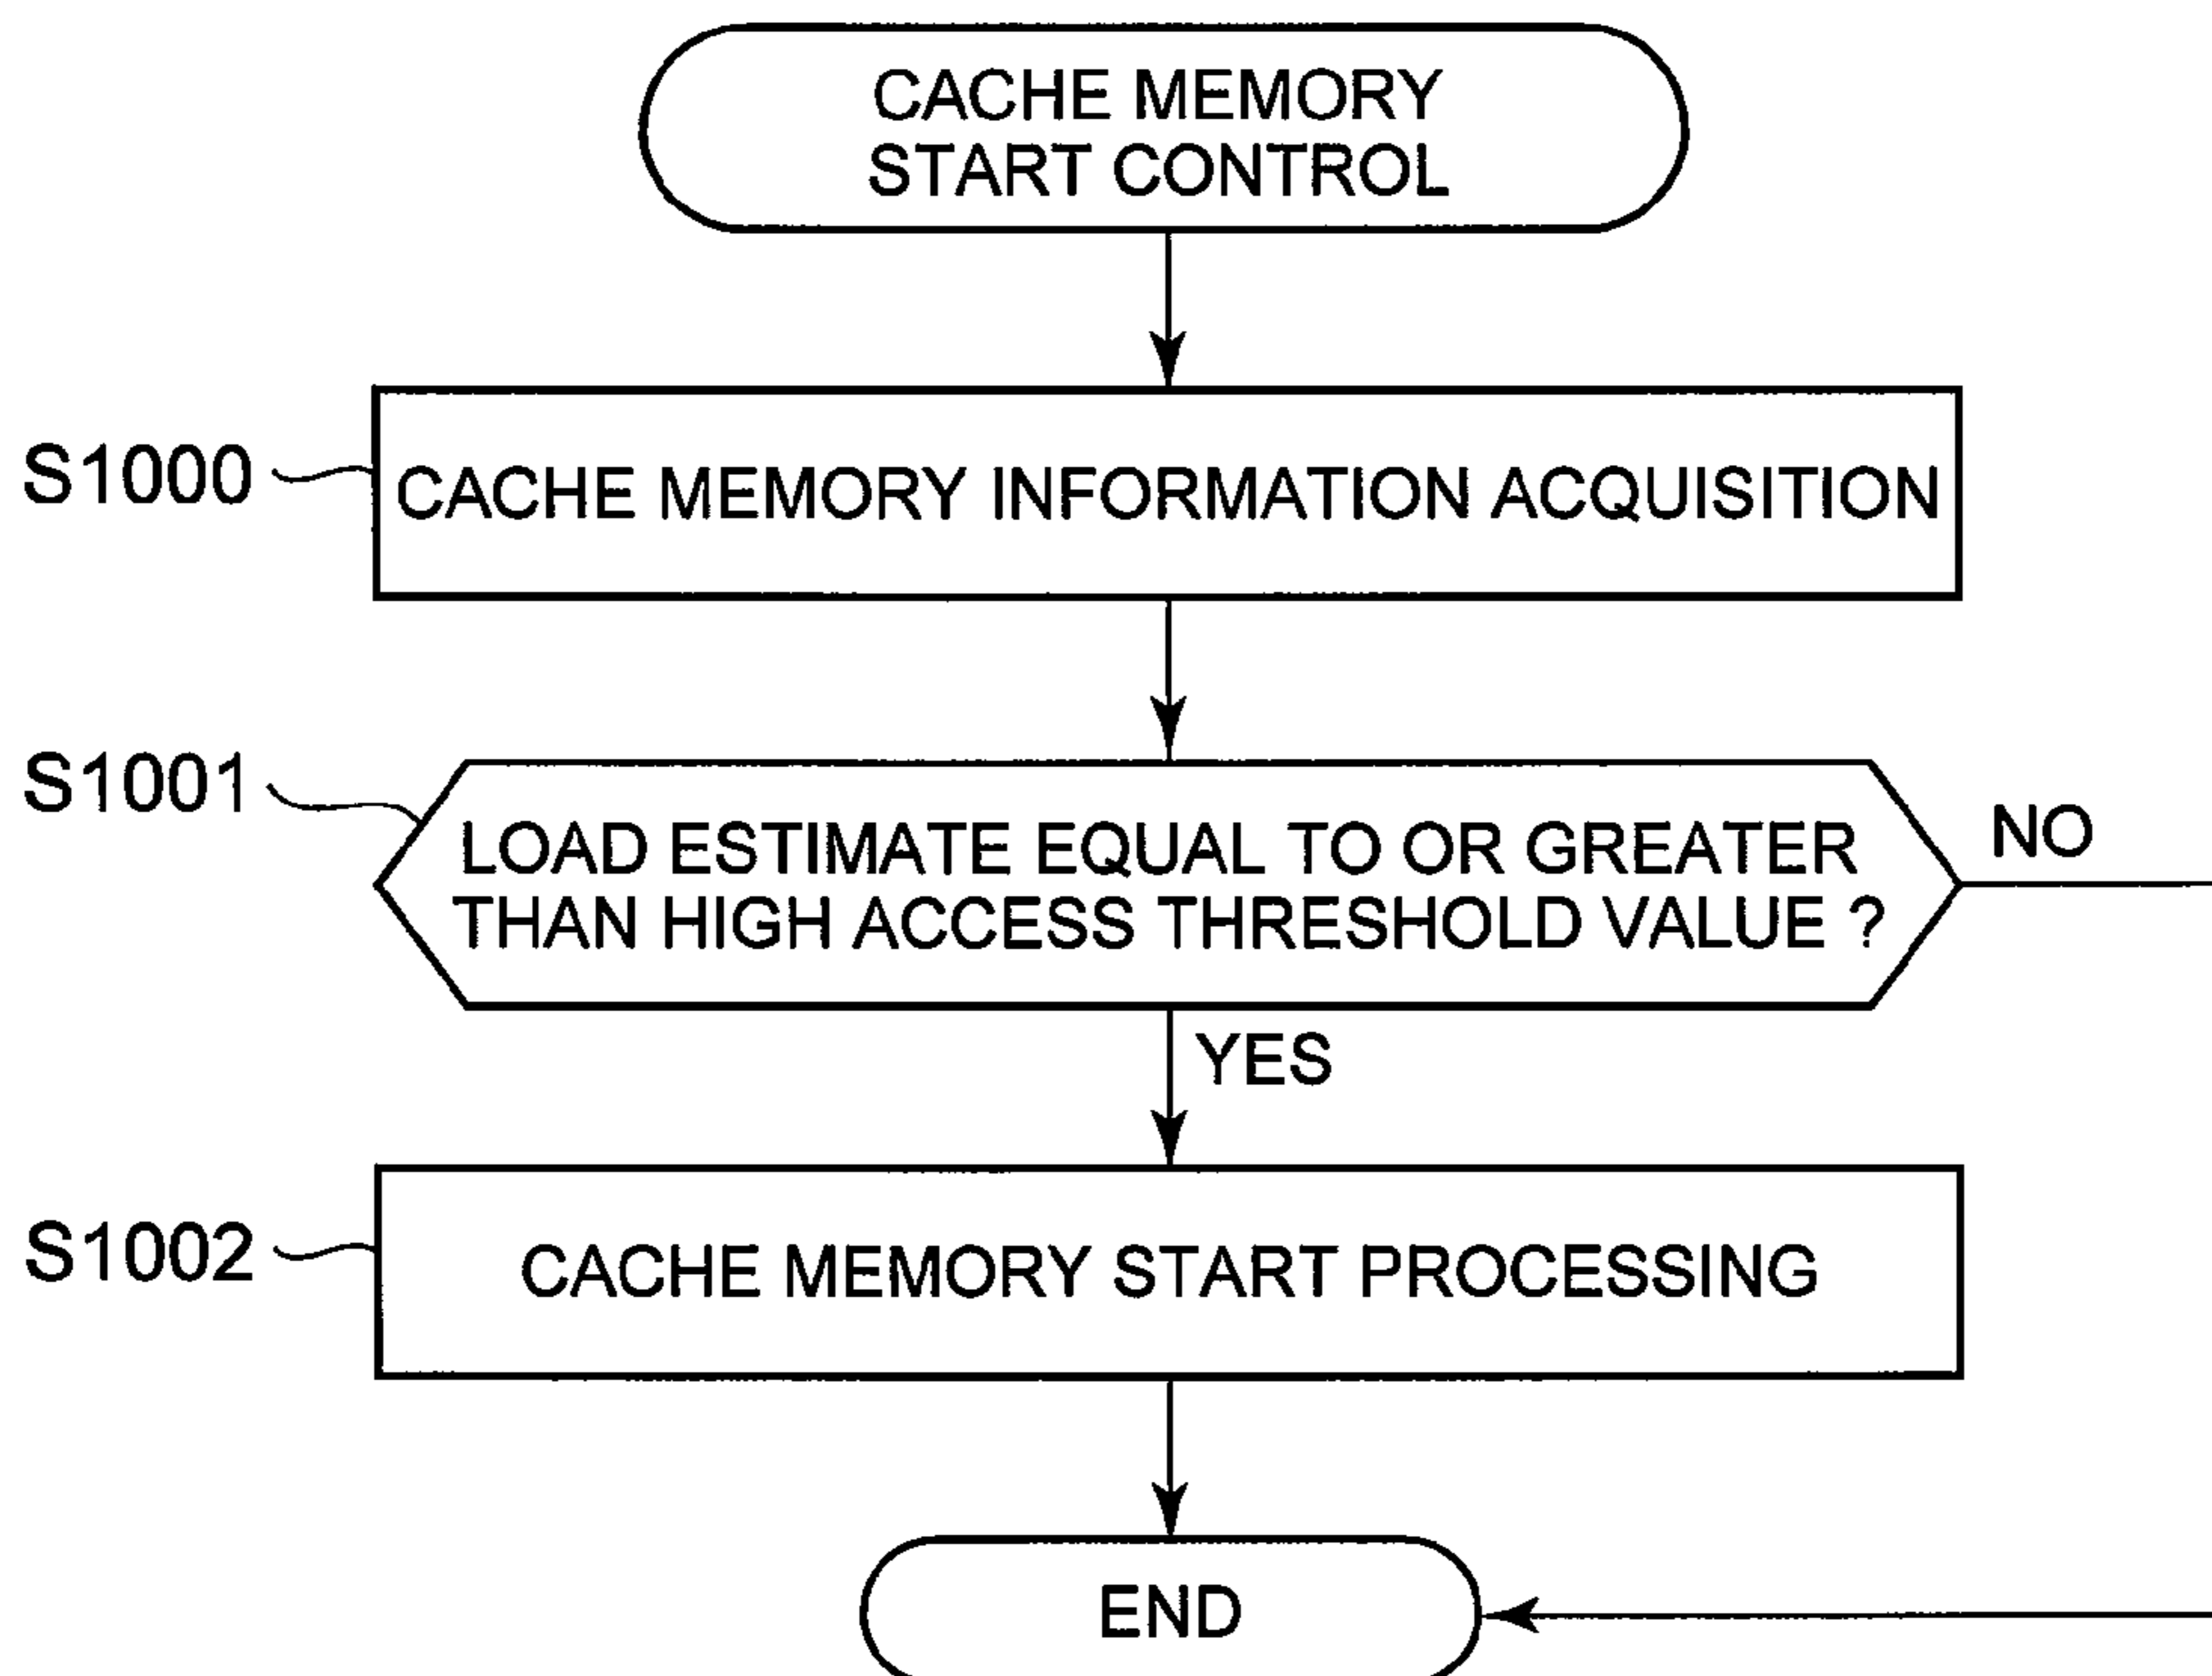 CACHE MEMORY
START CONTROL
S1000
CACHE MEMORY INFORMATION ACQUISITION
S1001
LOAD ESTIMATE EQUAL TO OR GREATER
THAN HIGH ACCESS THRESHOLD VALUE ?
NO
YES
S1002
CACHE MEMORY START PROCESSING
END